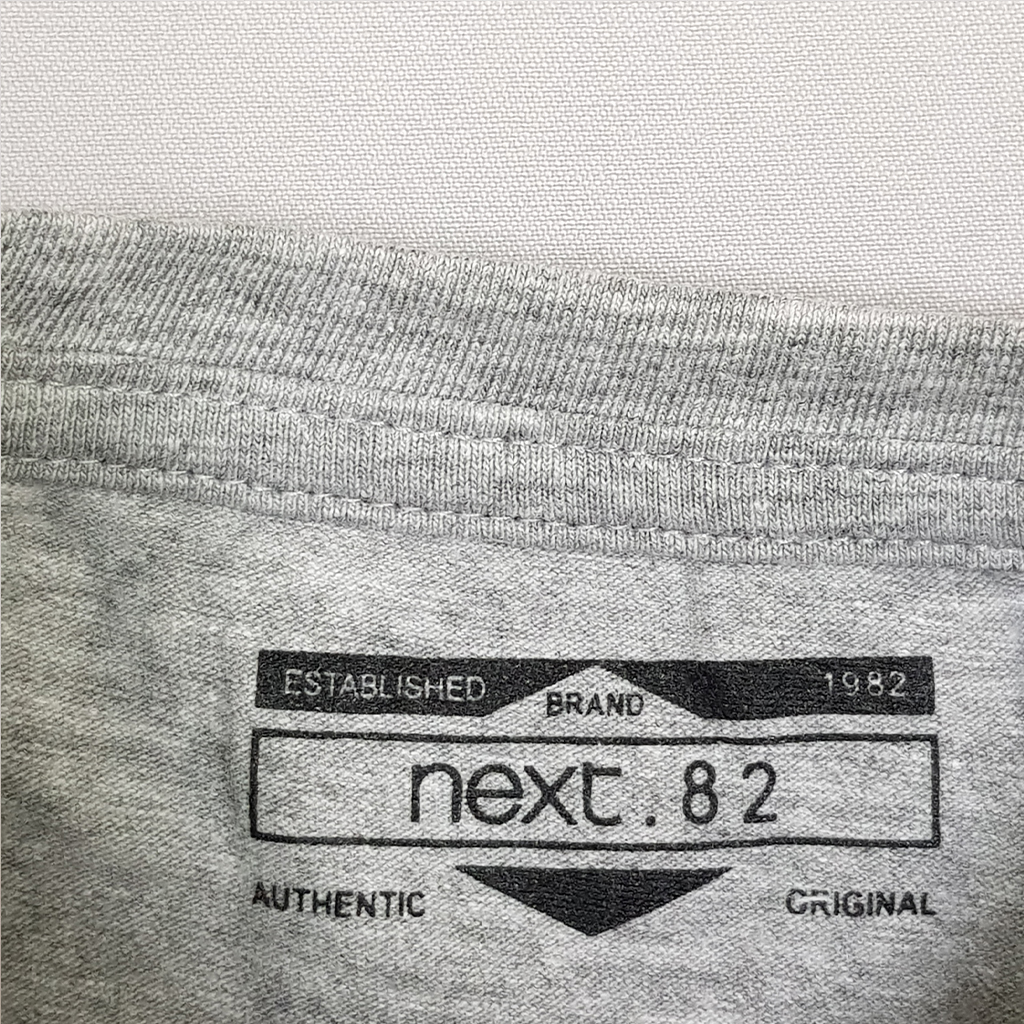 ESTABLISHED BRAND 1982
next.82
AUTHENTIC ORIGINAL